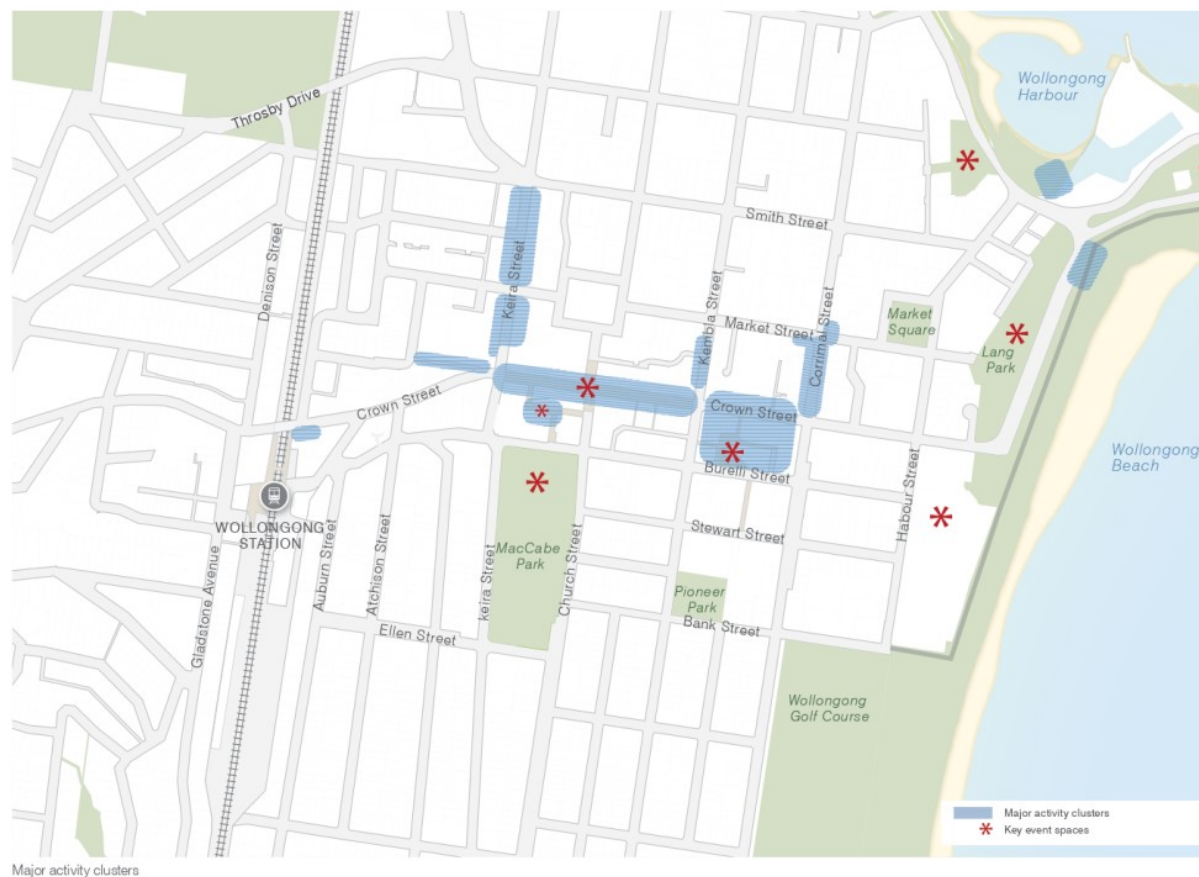 Wollongong
Harbour
Throsby Drive
Smith Street
Denison Street
Keira Street
Kembla Street
Corrimal Street
Market Street
Market
Square
Lang
Park
Crown Street
Crown Street
Wollongong
Beach
Burelli Street
Habour Street
WOLLONGONG
STATION
Stewart Street
MacCabe
Park
Gladstone Avenue
Auburn Street
Atchison Street
keira Street
Church Street
Pioneer
Park
Bank Street
Ellen Street
Wollongong
Golf Course
Major activity clusters
Key event spaces
Major activity clusters